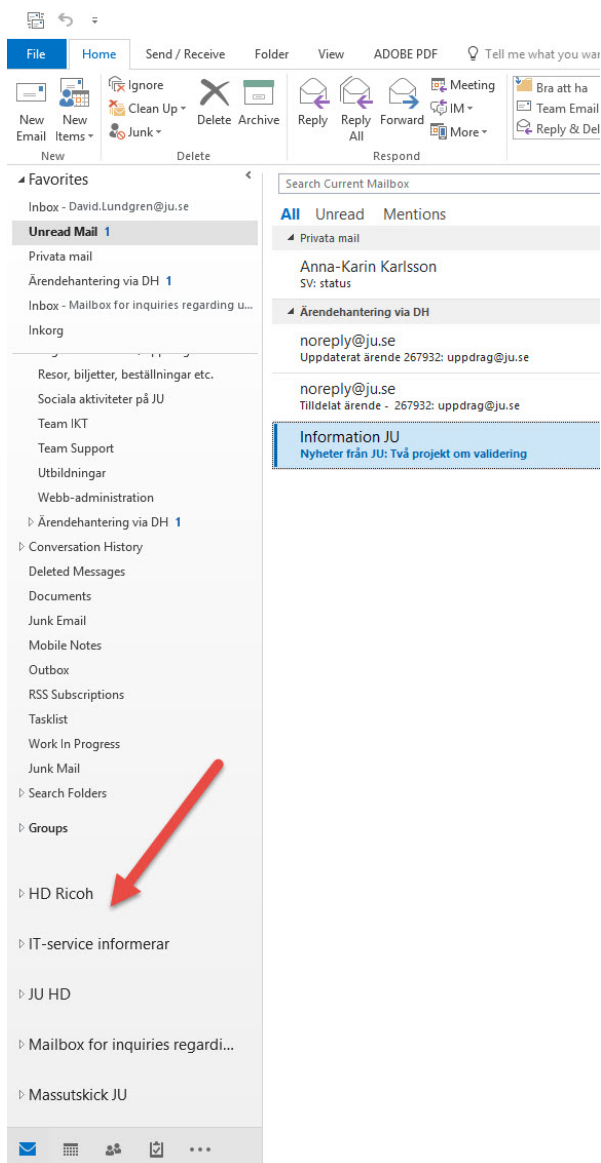 File Home Send / Receive Folder View ADOBE PDF Tell me what you wan
Ignore Meeting Bra att ha
Clean Up IM Team Email
Junk More Reply & Del
New Email New Items Delete Archive Reply Reply All Forward
New Delete Respond
Favorites
Inbox - David.Lundgren@ju.se
Unread Mail 1
Privata mail
Ärendehantering via DH 1
Inbox - Mailbox for inquiries regarding u...
Inkorg
Resor, biljetter, beställningar etc.
Sociala aktiviteter på JU
Team IKT
Team Support
Utbildningar
Webb-administration
Ärendehantering via DH 1
Conversation History
Deleted Messages
Documents
Junk Email
Mobile Notes
Outbox
RSS Subscriptions
Tasklist
Work In Progress
Junk Mail
Search Folders
Groups
HD Ricoh
IT-service informerar
JU HD
Mailbox for inquiries regardi...
Massutskick JU
Search Current Mailbox
All Unread Mentions
Privata mail
Anna-Karin Karlsson
SV: status
Ärendehantering via DH
noreply@ju.se
Uppdaterat ärende 267932: uppdrag@ju.se
noreply@ju.se
Tilldelat ärende - 267932: uppdrag@ju.se
Information JU
Nyheter från JU: Två projekt om validering